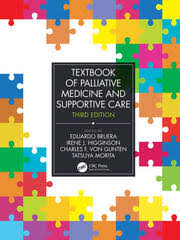 TEXTBOOK
OF PALLIATIVE
MEDICINE AND
SUPPORTIVE CARE
THIRD EDITION
EDITED BY
EDUARDO BRUERA
IRENE J. HIGGINSON
CHARLES F. VON GUNTEN
TATSUYA MORITA
CRC Press